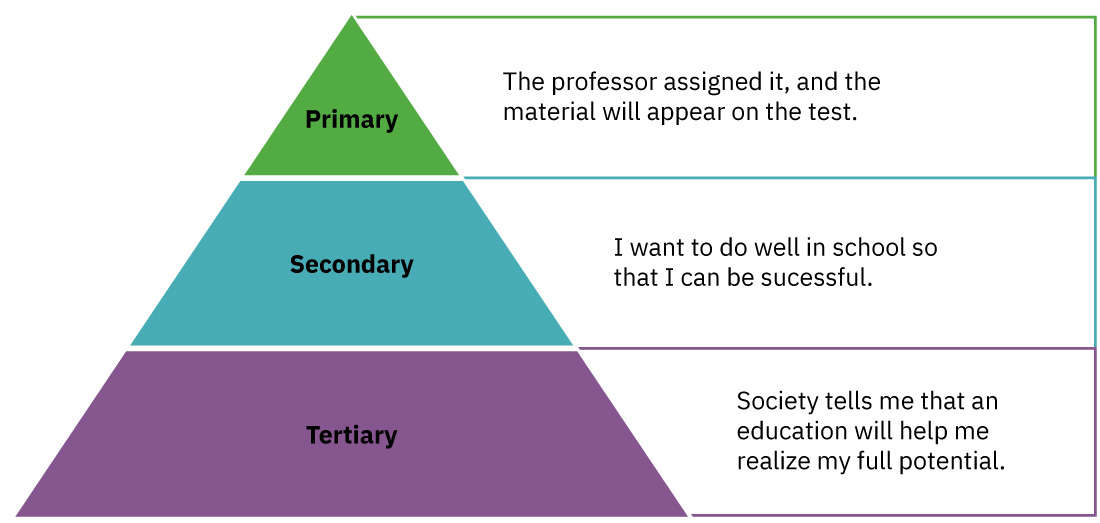 Primary
The professor assigned it, and the
material will appear on the test.
Secondary
I want to do well in school so
that I can be sucessful.
Tertiary
Society tells me that an
education will help me
realize my full potential.